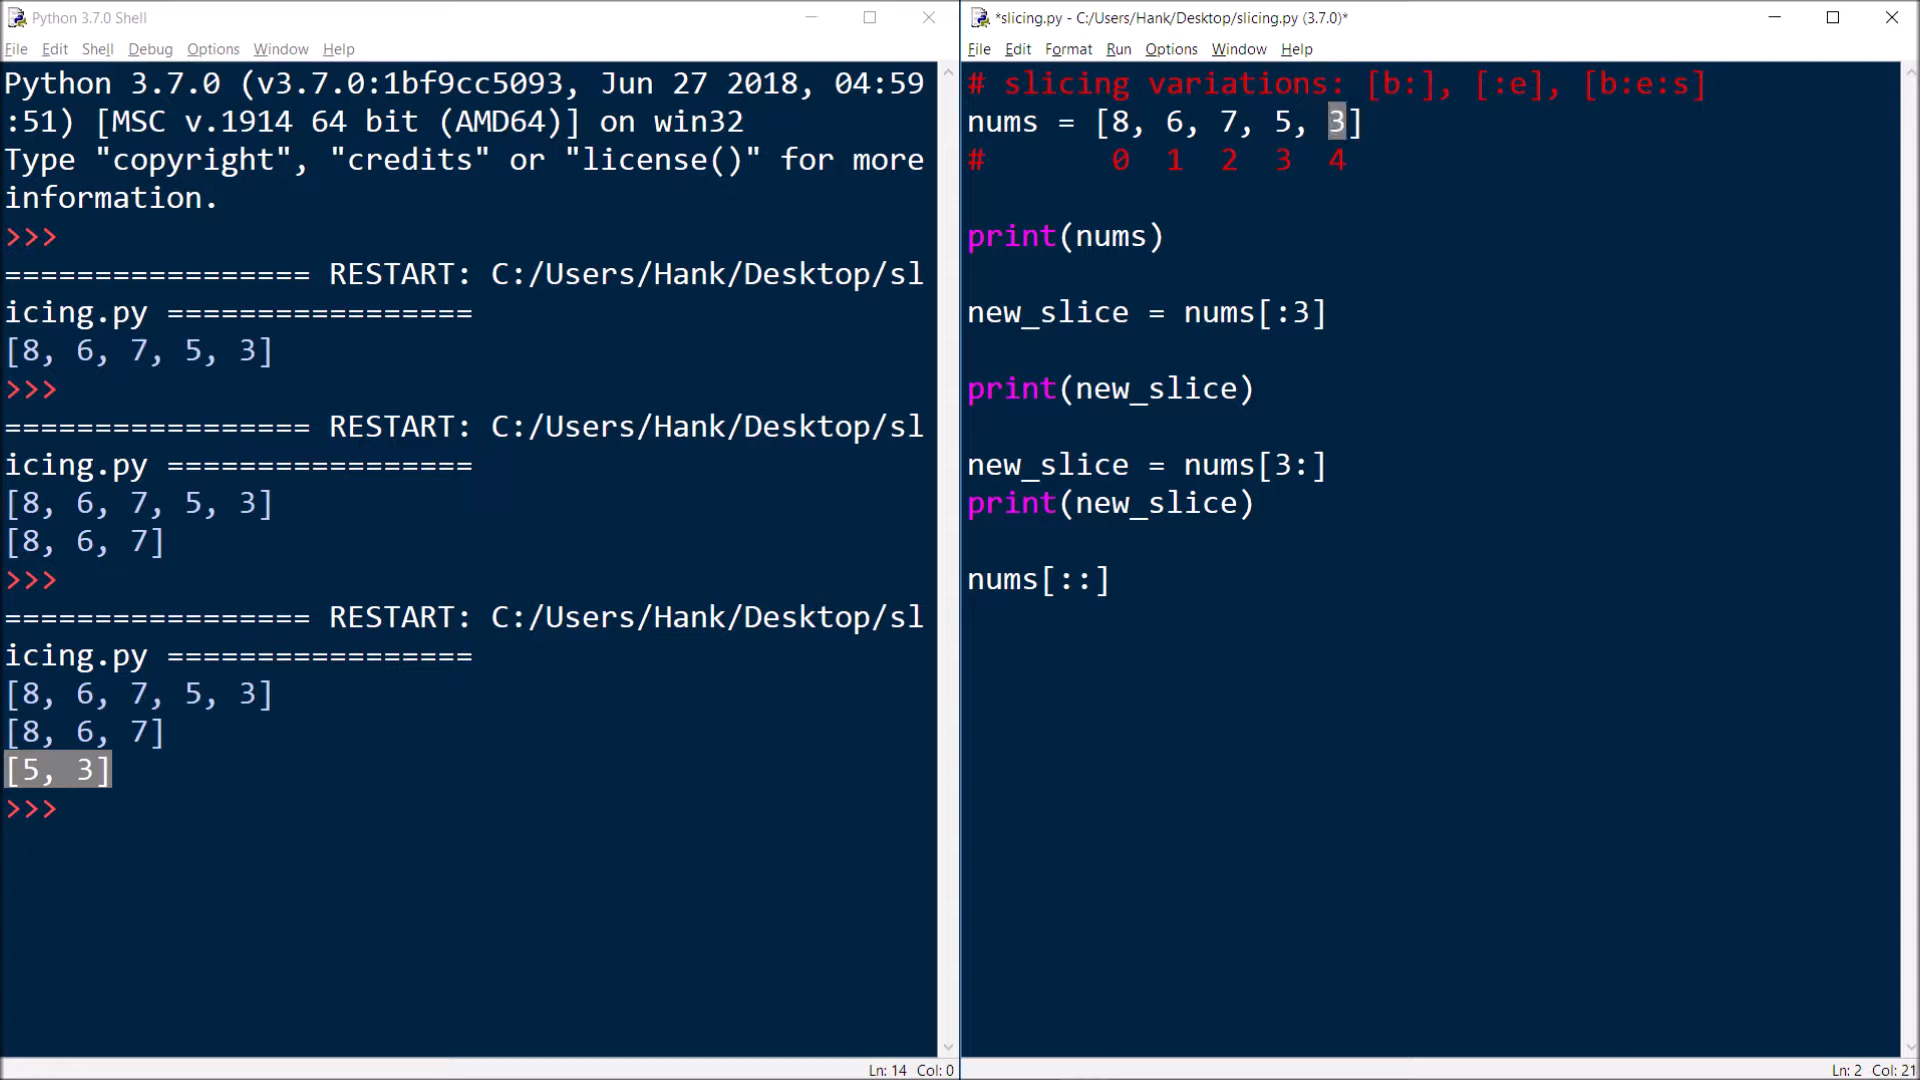 Python 3.7.0 Shell
File Edit Shell Debug Options Window Help
Python 3.7.0 (v3.7.0:1bf9cc5093, Jun 27 2018, 04:59
:51) [MSC v.1914 64 bit (AMD64)] on win32
Type "copyright", "credits" or "license()" for more
information.
>>>
================= RESTART: C:/Users/Hank/Desktop/sl
icing.py =================
[8, 6, 7, 5, 3]
>>>
================= RESTART: C:/Users/Hank/Desktop/sl
icing.py =================
[8, 6, 7, 5, 3]
[8, 6, 7]
>>>
================= RESTART: C:/Users/Hank/Desktop/sl
icing.py =================
[8, 6, 7, 5, 3]
[8, 6, 7]
[5, 3]
>>>
Ln: 14 Col: 0
*slicing.py - C:/Users/Hank/Desktop/slicing.py (3.7.0)*
File Edit Format Run Options Window Help
# slicing variations: [b:], [:e], [b:e:s]
nums = [8, 6, 7, 5, 3]
#       0  1  2  3  4
print(nums)
new_slice = nums[:3]
print(new_slice)
new_slice = nums[3:]
print(new_slice)
nums[::]
Ln: 2 Col: 21